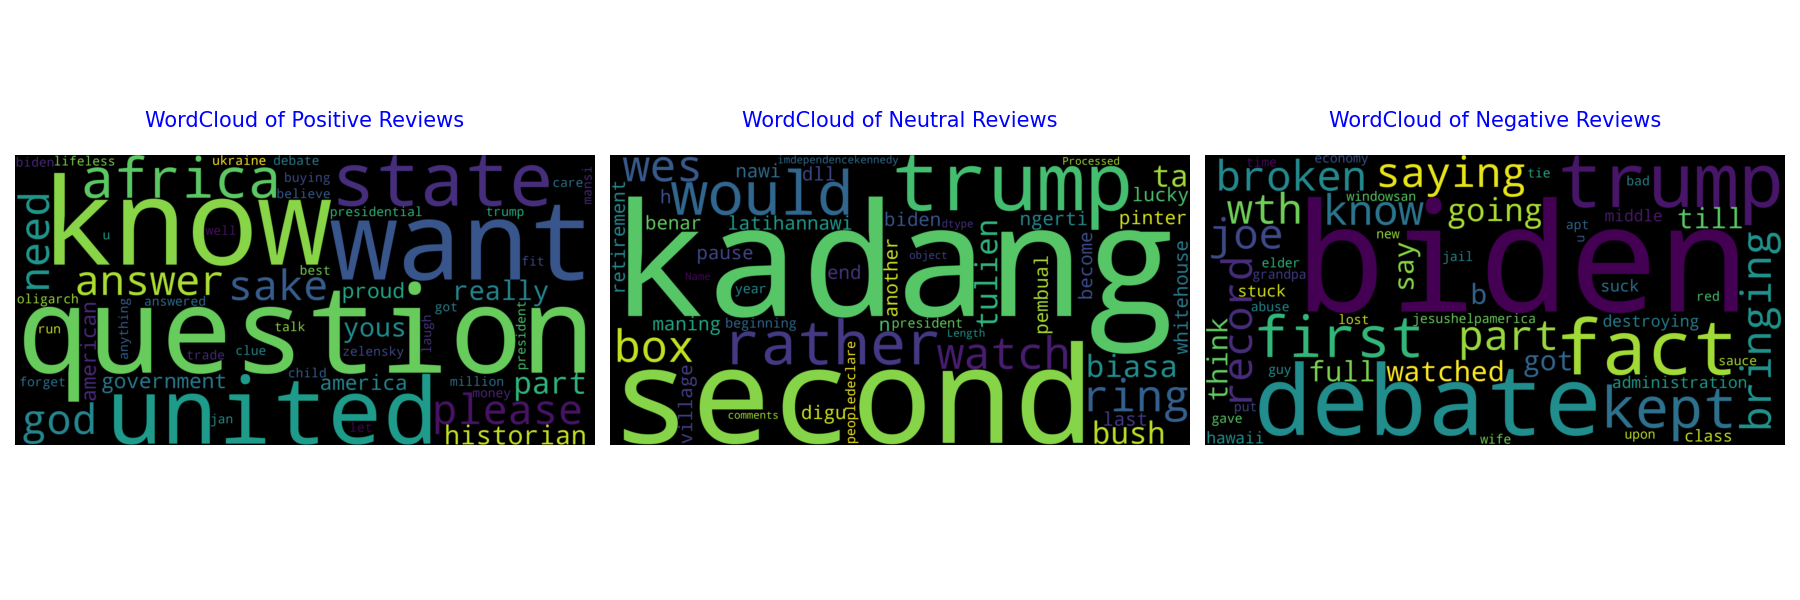 WordCloud of Positive Reviews
biden lifeless ukraine debate
africa state
buying care mansi
believe
need know presidential trump
u well want
best fit
answer sake proud really
oligarch answered yous got
american anything
run question talk laugh president
trade clue zelensky
child
forget government america million part
money
god united jan let please
historian
WordCloud of Neutral Reviews
wes imdependencekennedy Processed
nawi dll trump ta
retirement h would lucky
benar latihannawi biden dtype ngerti pinter
kadang
pause another object tulien become whitehouse
Name end
year pembual
maning beginning n president
Length
box rather watch biasa
village second peopledeclare ring
comments digu last
bush
WordCloud of Negative Reviews
time economy
broken saying tie trump
windowsan bad
wth know going middle till
joe new apt
biden n
elder say jail
record grandpa bringing
stuck b suck red
abuse
lost jesushelpamerica
think first part fact destroying
guy full watched got sauce
administration
put debate kept
gave
hawaii wife upon class